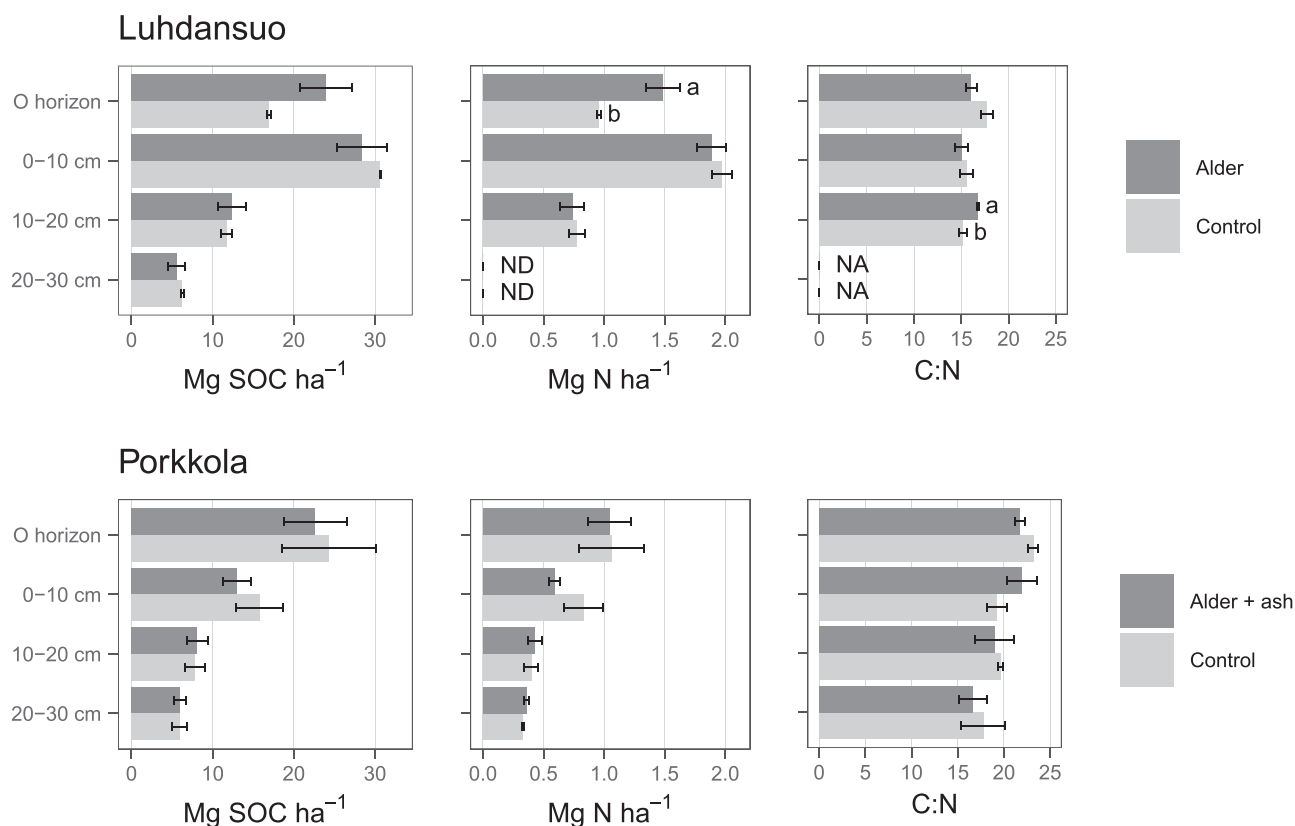 Luhdansuo
O horizon
0−10 cm
10−20 cm
20−30 cm
0 10 20 30
Mg SOC ha−1
a
b
ND
ND
0.0 0.5 1.0 1.5 2.0
Mg N ha−1
a
b
NA
NA
0 5 10 15 20 25
C:N
Alder
Control
Porkkola
O horizon
0−10 cm
10−20 cm
20−30 cm
0 10 20 30
Mg SOC ha−1
0.0 0.5 1.0 1.5 2.0
Mg N ha−1
0 5 10 15 20 25
C:N
Alder + ash
Control